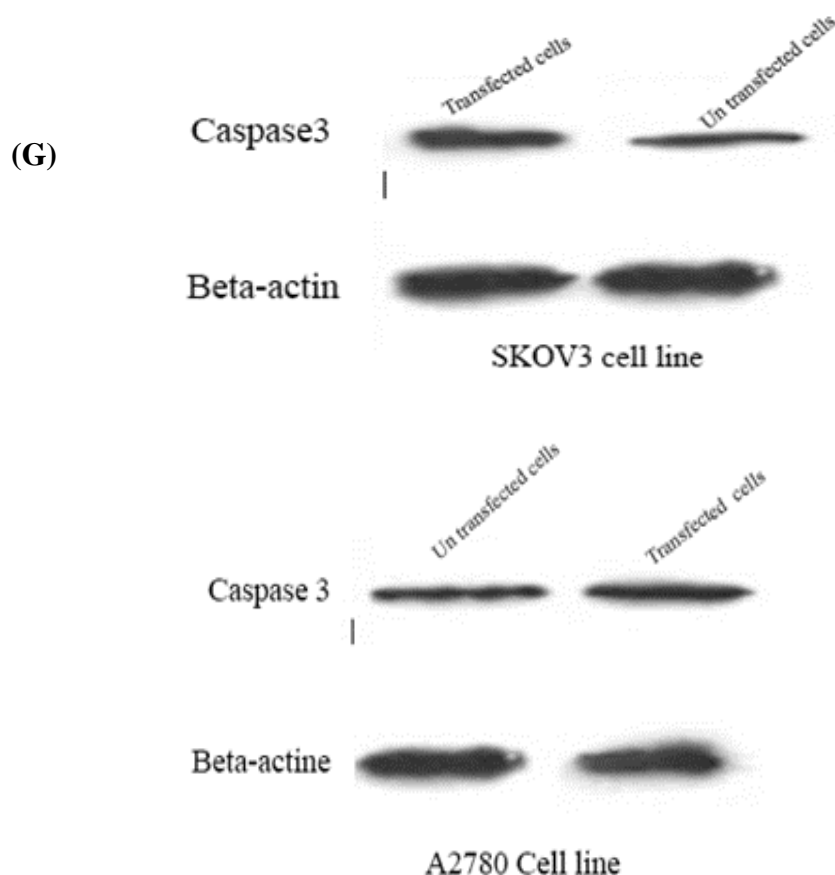 (G)
Transfected cells
Un transfected cells
Caspase3
Beta-actin
SKOV3 cell line
Un transfected cells
Transfected cells
Caspase 3
Beta-actine
A2780 Cell line